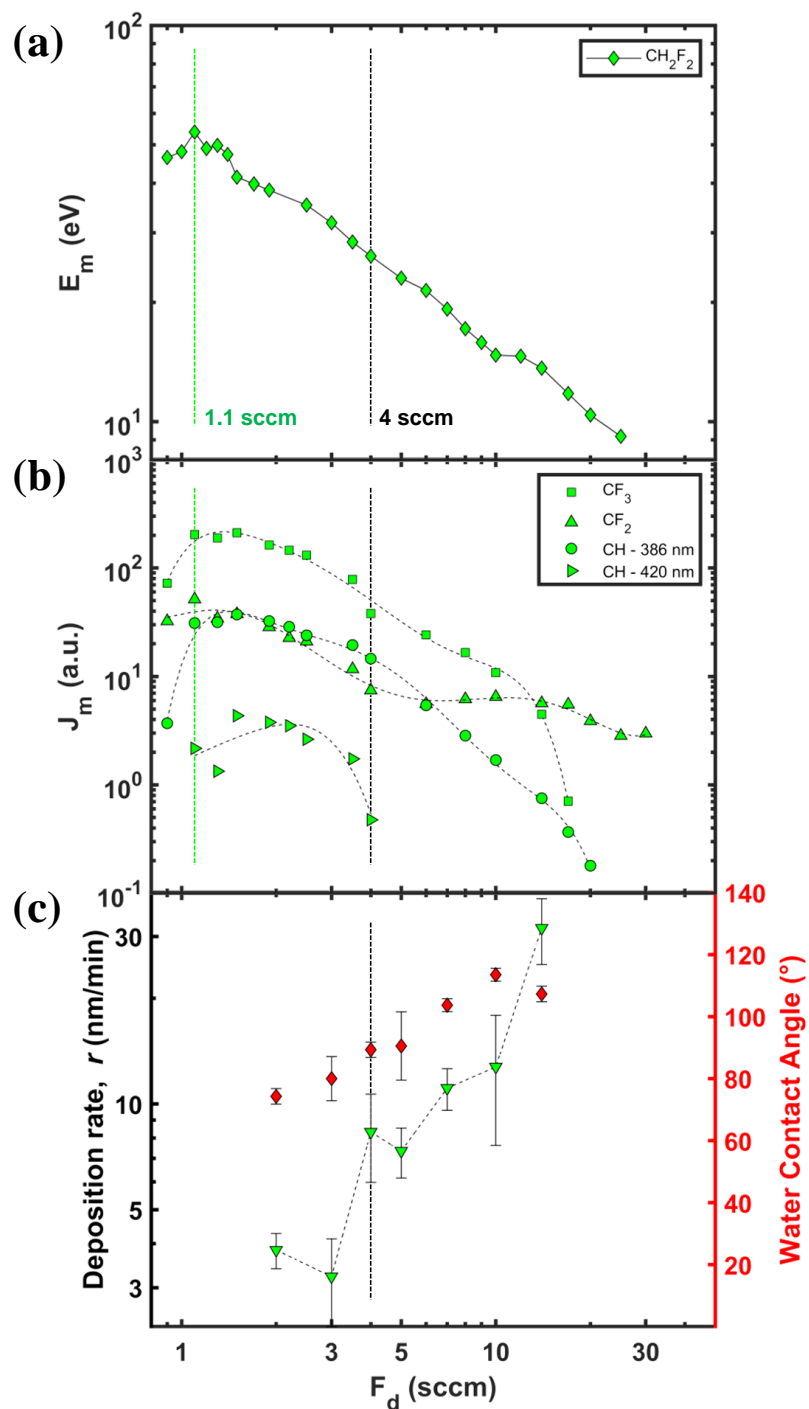 (a)
10²
CH₂F₂
Eₘ (eV)
1.1 sccm
4 sccm
10¹
(b)
10³
CF₃
CF₂
CH - 386 nm
CH - 420 nm
10²
10¹
10⁰
10⁻¹
Jₘ (a.u.)
(c)
30
10
5
3
Deposition rate, r (nm/min)
140
120
100
80
60
40
20
Water Contact Angle (°)
1 3 5 10 30
F_d (sccm)